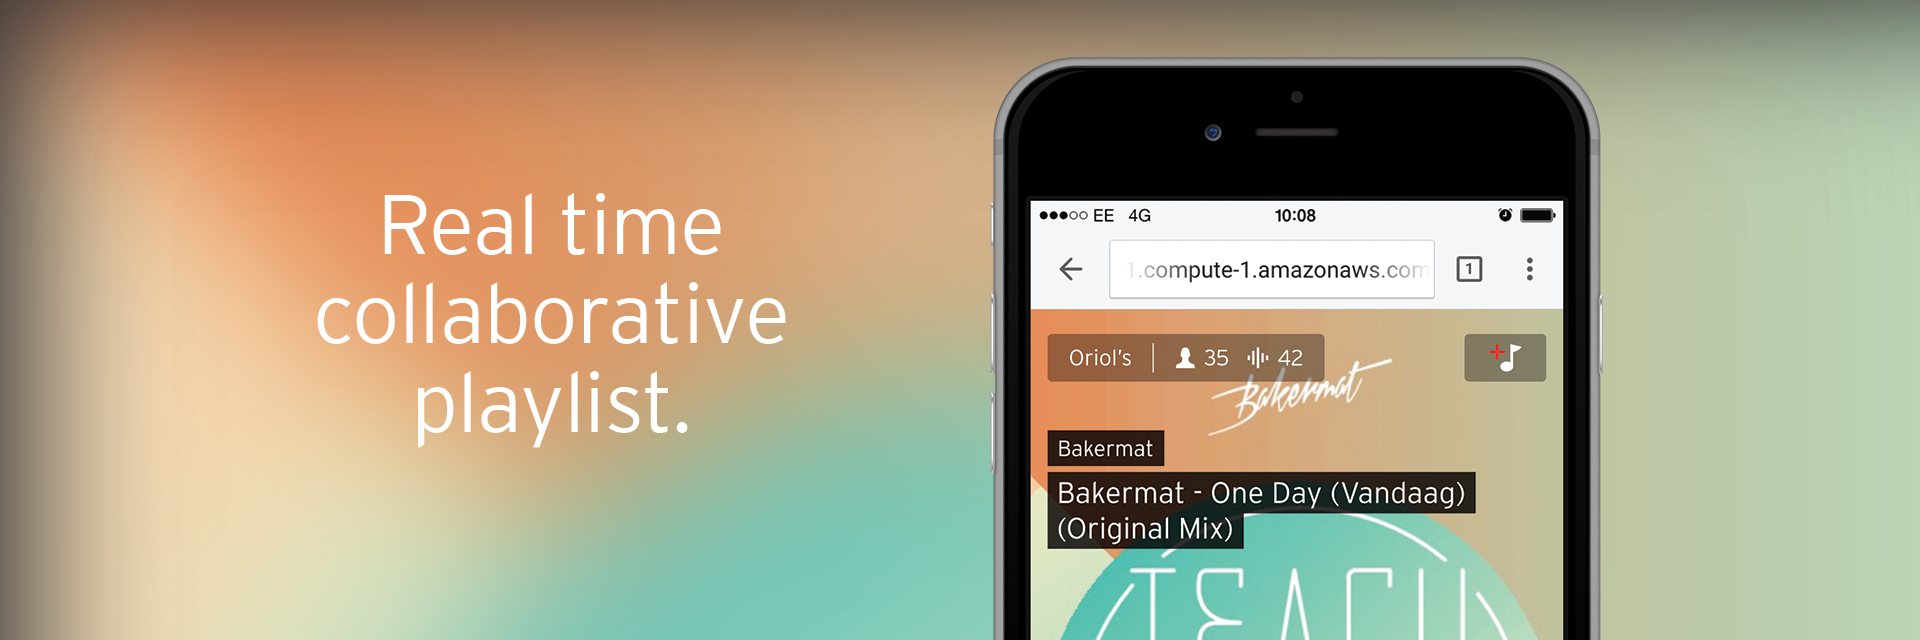 Real time
collaborative
playlist.
EE 4G 10:08
1.compute-1.amazonaws.com
1
Oriol's 35 42
Bakermat
Bakermat
Bakermat - One Day (Vandaag)
(Original Mix)
TEACH